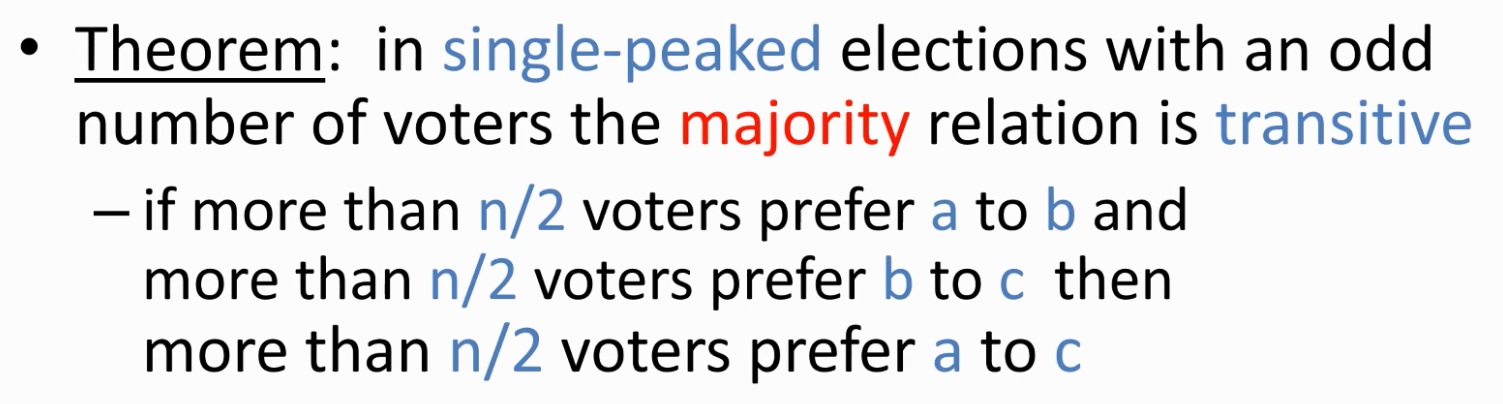 • Theorem: in single-peaked elections with an odd
number of voters the majority relation is transitive
– if more than n/2 voters prefer a to b and
more than n/2 voters prefer b to c then
more than n/2 voters prefer a to c